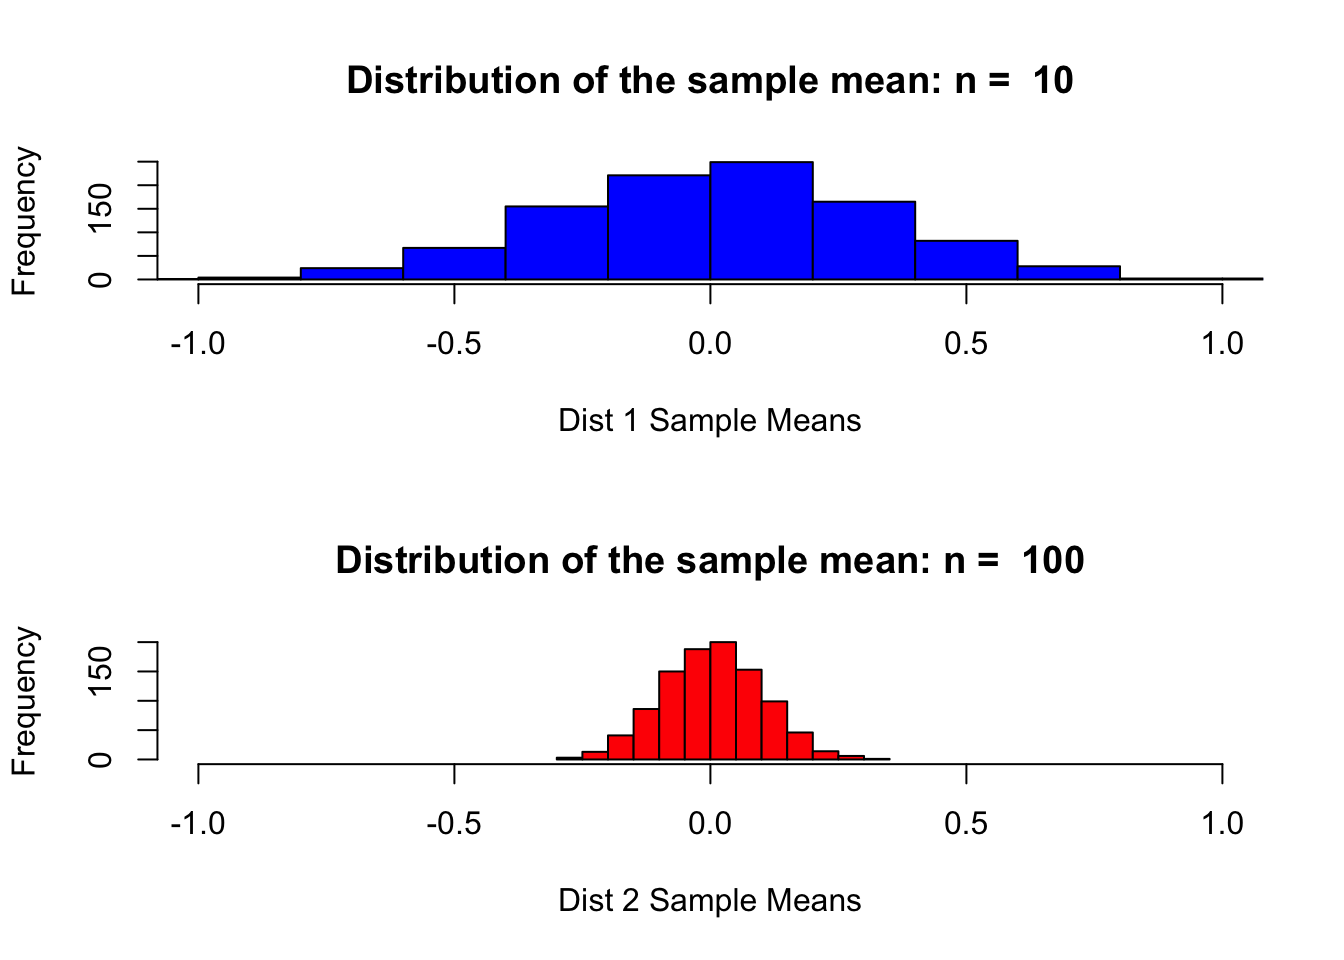 Distribution of the sample mean: n =  10
Frequency
150
0
-1.0 -0.5 0.0 0.5 1.0
Dist 1 Sample Means
Distribution of the sample mean: n =  100
Frequency
150
0
-1.0 -0.5 0.0 0.5 1.0
Dist 2 Sample Means